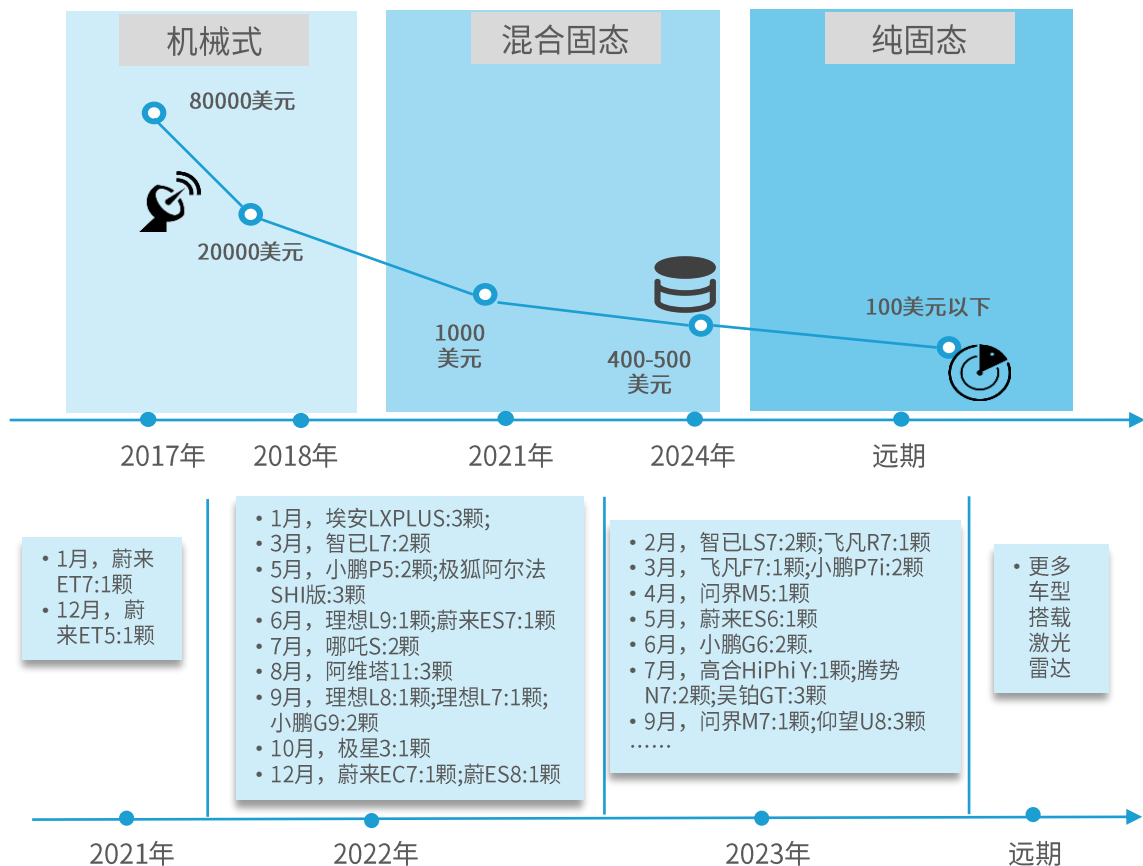 机械式
混合固态
纯固态
80000美元
20000美元
1000
美元
400-500
美元
100美元以下
2017年
2018年
2021年
2024年
远期
• 1月，蔚来
ET7:1颗
• 12月，蔚
来ET5:1颗
• 1月，埃安LXPLUS:3颗;
• 3月，智已L7:2颗
• 5月，小鹏P5:2颗;极狐阿尔法
SHI版:3颗
• 6月，理想L9:1颗;蔚来ES7:1颗
• 7月，哪吒S:2颗
• 8月，阿维塔11:3颗
• 9月，理想L8:1颗;理想L7:1颗;
小鹏G9:2颗
• 10月，极星3:1颗
• 12月，蔚来EC7:1颗;蔚ES8:1颗
• 2月，智已LS7:2颗;飞凡R7:1颗
• 3月，飞凡F7:1颗;小鹏P7i:2颗
• 4月，问界M5:1颗
• 5月，蔚来ES6:1颗
• 6月，小鹏G6:2颗.
• 7月，高合HiPhi Y:1颗;腾势
N7:2颗;吴铂GT:3颗
• 9月，问界M7:1颗;仰望U8:3颗
……
• 更多
车型
搭载
激光
雷达
2021年
2022年
2023年
远期